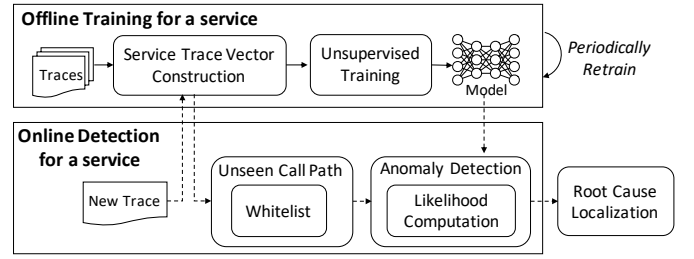 Offline Training for a service
Traces
Service Trace Vector
Construction
Unsupervised
Training
Model
Periodically
Retrain
Online Detection
for a service
New Trace
Unseen Call Path
Whitelist
Anomaly Detection
Likelihood
Computation
Root Cause
Localization